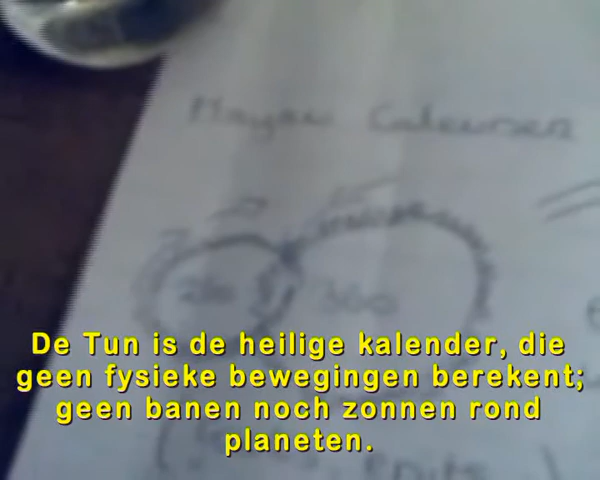 Mayan Calender
260
360
De Tun is de heilige kalender, die
geen fysieke bewegingen berekent;
geen banen noch zonnen rond
planeten.